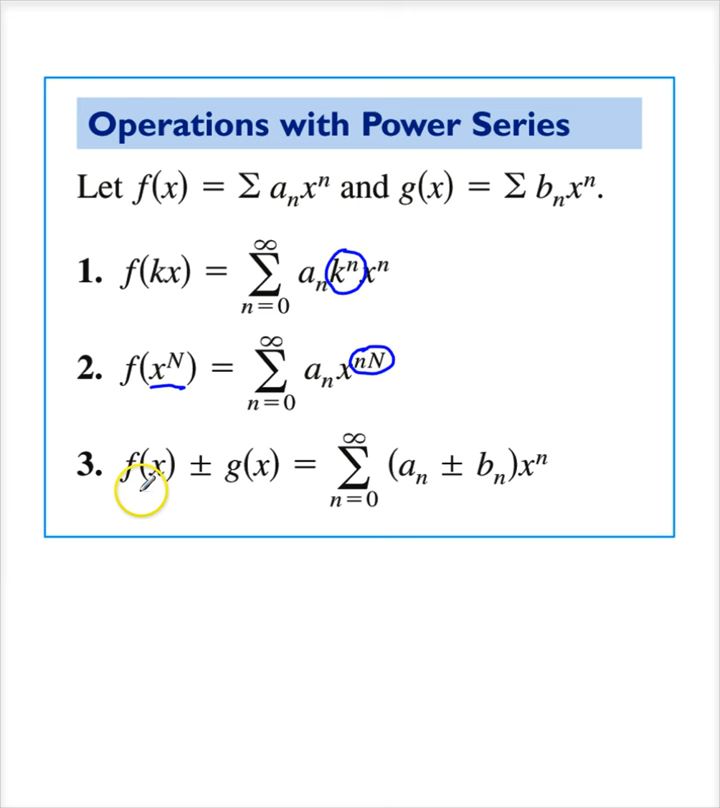 Operations with Power Series
Let f(x) = Σ aₙxⁿ and g(x) = Σ bₙxⁿ.
1. f(kx) = ∑_{n=0}^{∞} aₙkⁿxⁿ
2. f(x^N) = ∑_{n=0}^{∞} aₙx^{nN}
3. f(x) ± g(x) = ∑_{n=0}^{∞} (aₙ ± bₙ)xⁿ